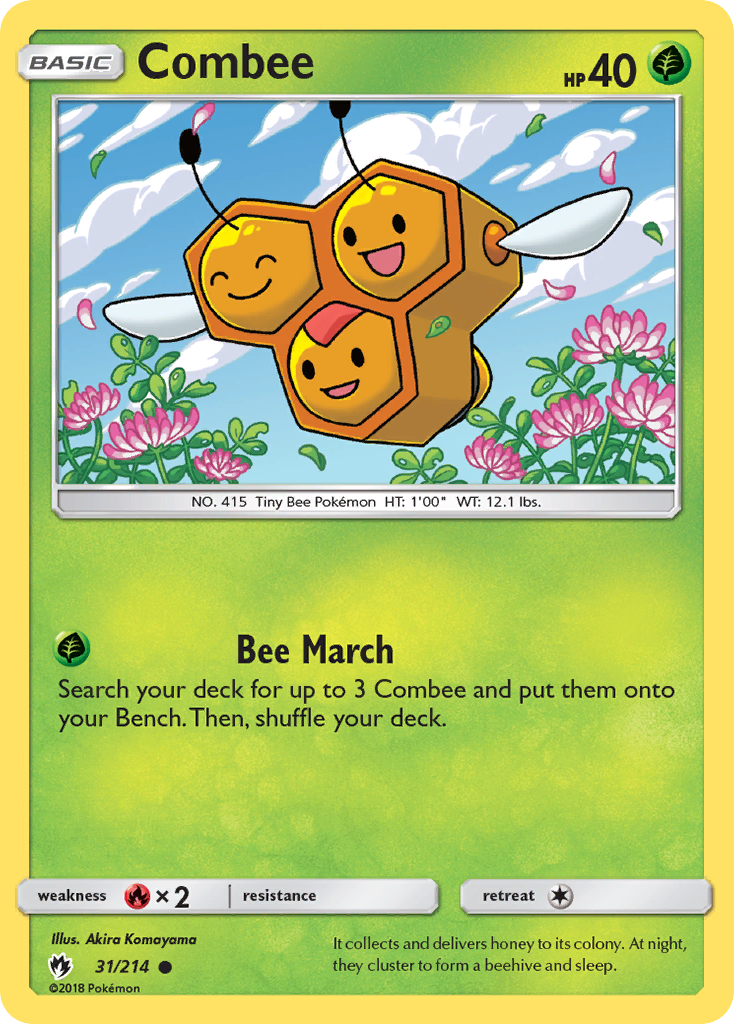 BASIC Combee HP 40
NO. 415 Tiny Bee Pokémon HT: 1'00" WT: 12.1 lbs.
Bee March
Search your deck for up to 3 Combee and put them onto
your Bench. Then, shuffle your deck.
weakness ×2 resistance retreat
Illus. Akira Komayama
31/214
©2018 Pokémon
It collects and delivers honey to its colony. At night,
they cluster to form a beehive and sleep.